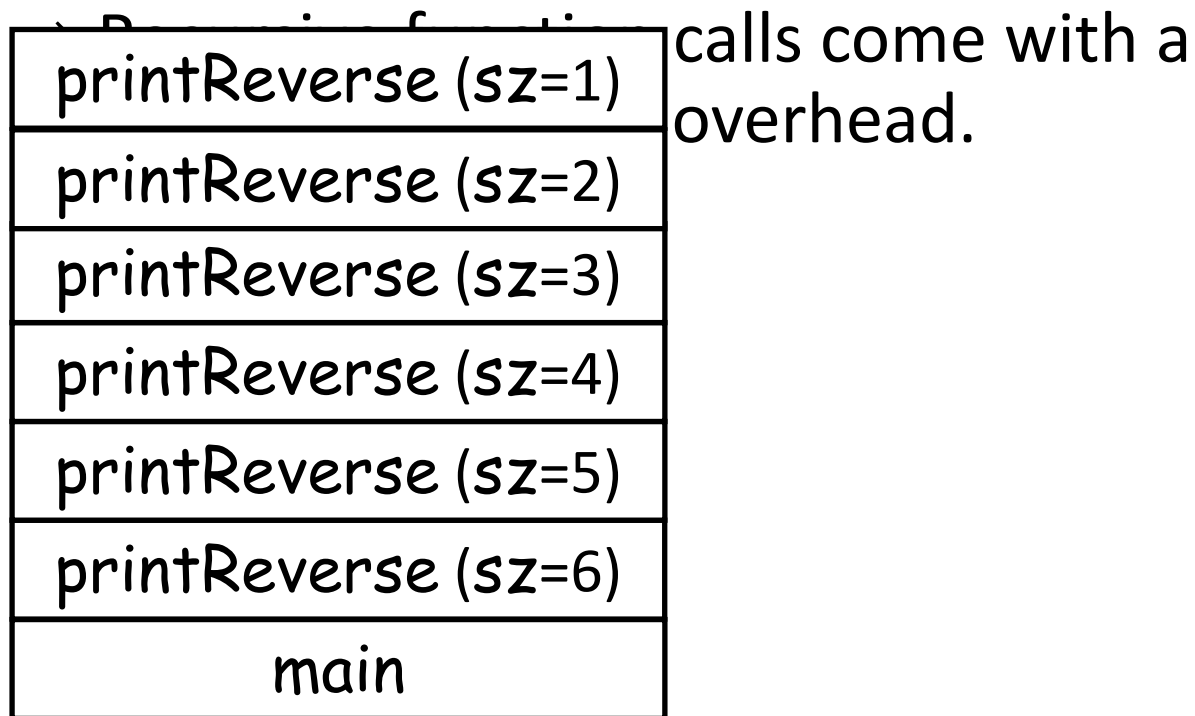 calls come with a
overhead.
printReverse (sz=1)
printReverse (sz=2)
printReverse (sz=3)
printReverse (sz=4)
printReverse (sz=5)
printReverse (sz=6)
main